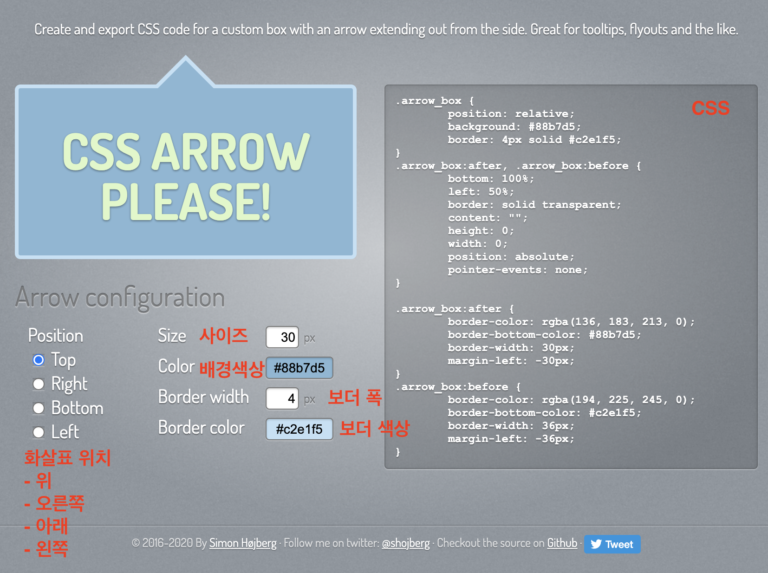 Create and export CSS code for a custom box with an arrow extending out from the side. Great for tooltips, flyouts and the like.
CSS ARROW
PLEASE!
Arrow configuration
Position
Top
Right
Bottom
Left
화살표 위치
- 위
- 오른쪽
- 아래
- 왼쪽
Size 사이즈 30 px
Color 배경색상 #88b7d5
Border width 4 px 보더 폭
Border color #c2e1f5 보더 색상
CSS
.arrow_box {
position: relative;
background: #88b7d5;
border: 4px solid #c2e1f5;
}
.arrow_box:after, .arrow_box:before {
bottom: 100%;
left: 50%;
border: solid transparent;
content: "";
height: 0;
width: 0;
position: absolute;
pointer-events: none;
}
.arrow_box:after {
border-color: rgba(136, 183, 213, 0);
border-bottom-color: #88b7d5;
border-width: 30px;
margin-left: -30px;
}
.arrow_box:before {
border-color: rgba(194, 225, 245, 0);
border-bottom-color: #c2e1f5;
border-width: 36px;
margin-left: -36px;
}
© 2016-2020 By Simon Højberg · Follow me on twitter: @shojberg · Checkout the source on Github · Tweet